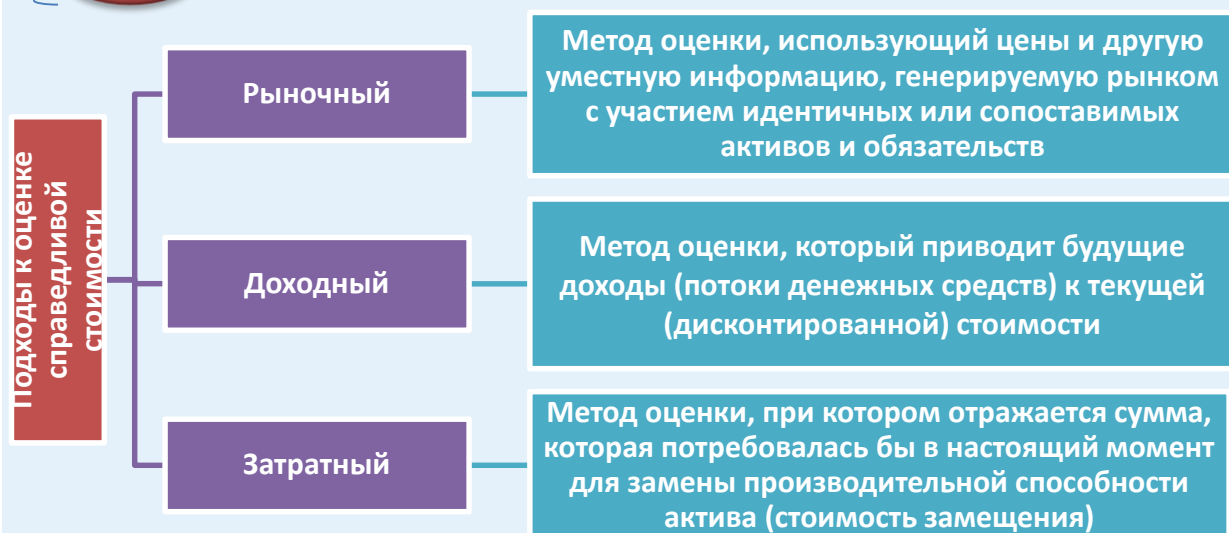 Подходы к оценке
справедливой
стоимости
Рыночный
Метод оценки, использующий цены и другую
уместную информацию, генерируемую рынком
с участием идентичных или сопоставимых
активов и обязательств
Доходный
Метод оценки, который приводит будущие
доходы (потоки денежных средств) к текущей
(дисконтированной) стоимости
Затратный
Метод оценки, при котором отражается сумма,
которая потребовалась бы в настоящий момент
для замены производительной способности
актива (стоимость замещения)